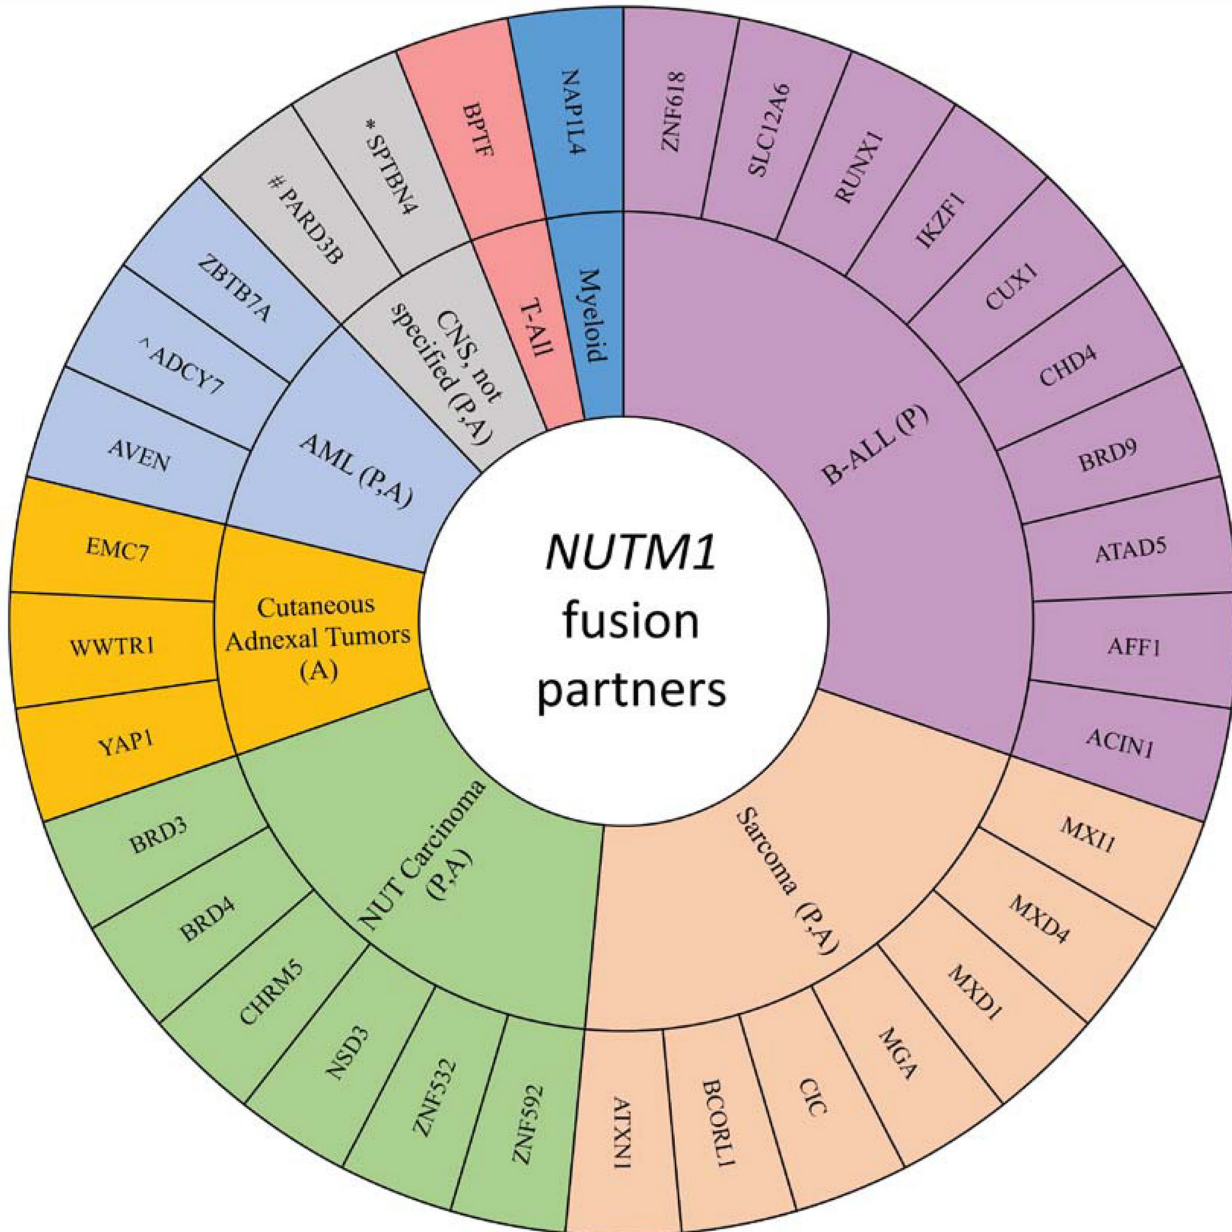 NUTM1
fusion
partners
B-ALL (P)
ZNF618
SLC12A6
RUNX1
IKZF1
CUX1
CHD4
BRD9
ATAD5
AFF1
ACIN1
Sarcoma (P,A)
MXI1
MXD4
MXD1
MGA
CIC
BCORL1
ATXN1
NUT Carcinoma
(P,A)
ZNF592
ZNF532
NSD3
CHRM5
BRD4
BRD3
Cutaneous
Adnexal Tumors
(A)
YAP1
WWTR1
EMC7
AML (P,A)
AVEN
^ ADCY7
ZBTB7A
CNS, not
specified (P,A)
# PARD3B
* SPTBN4
T-All
BPTF
Myeloid
NAP1L4